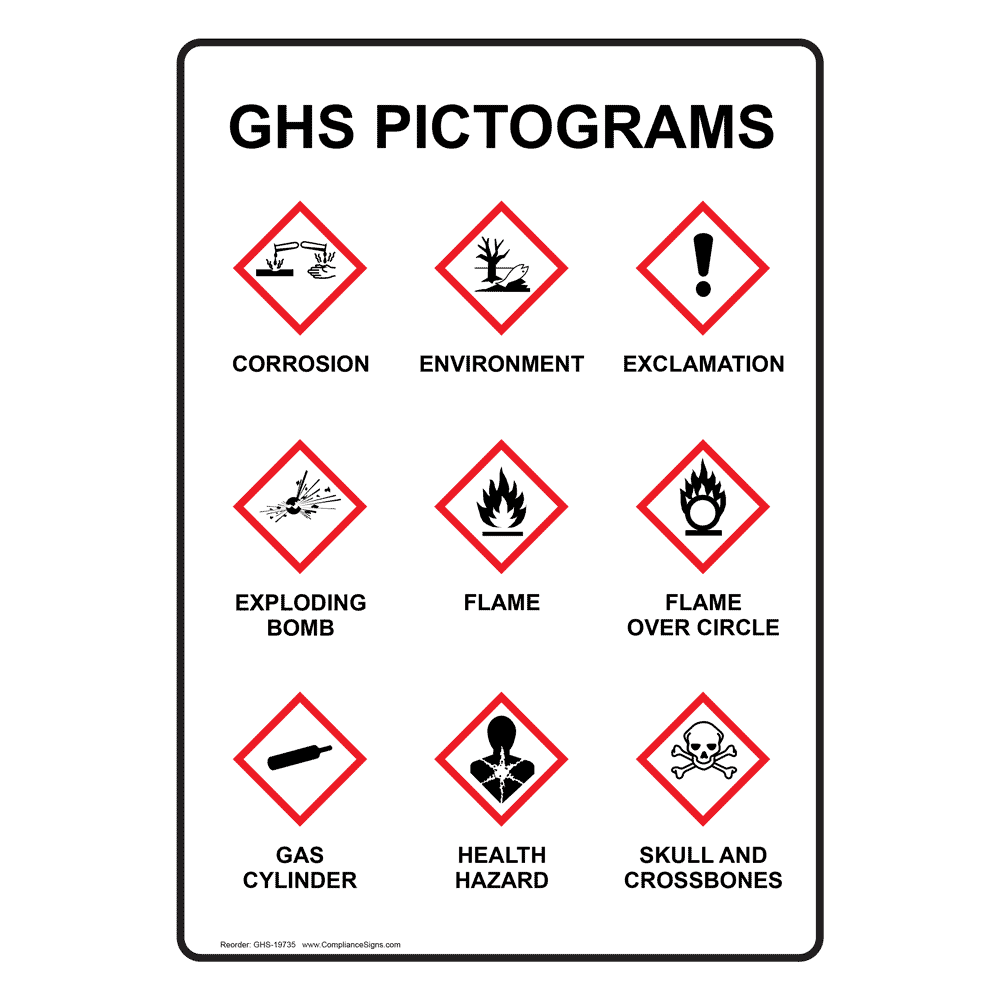 GHS PICTOGRAMS
CORROSION
ENVIRONMENT
EXCLAMATION
EXPLODING
BOMB
FLAME
FLAME
OVER CIRCLE
GAS
CYLINDER
HEALTH
HAZARD
SKULL AND
CROSSBONES
Reorder: GHS-19735 www.ComplianceSigns.com